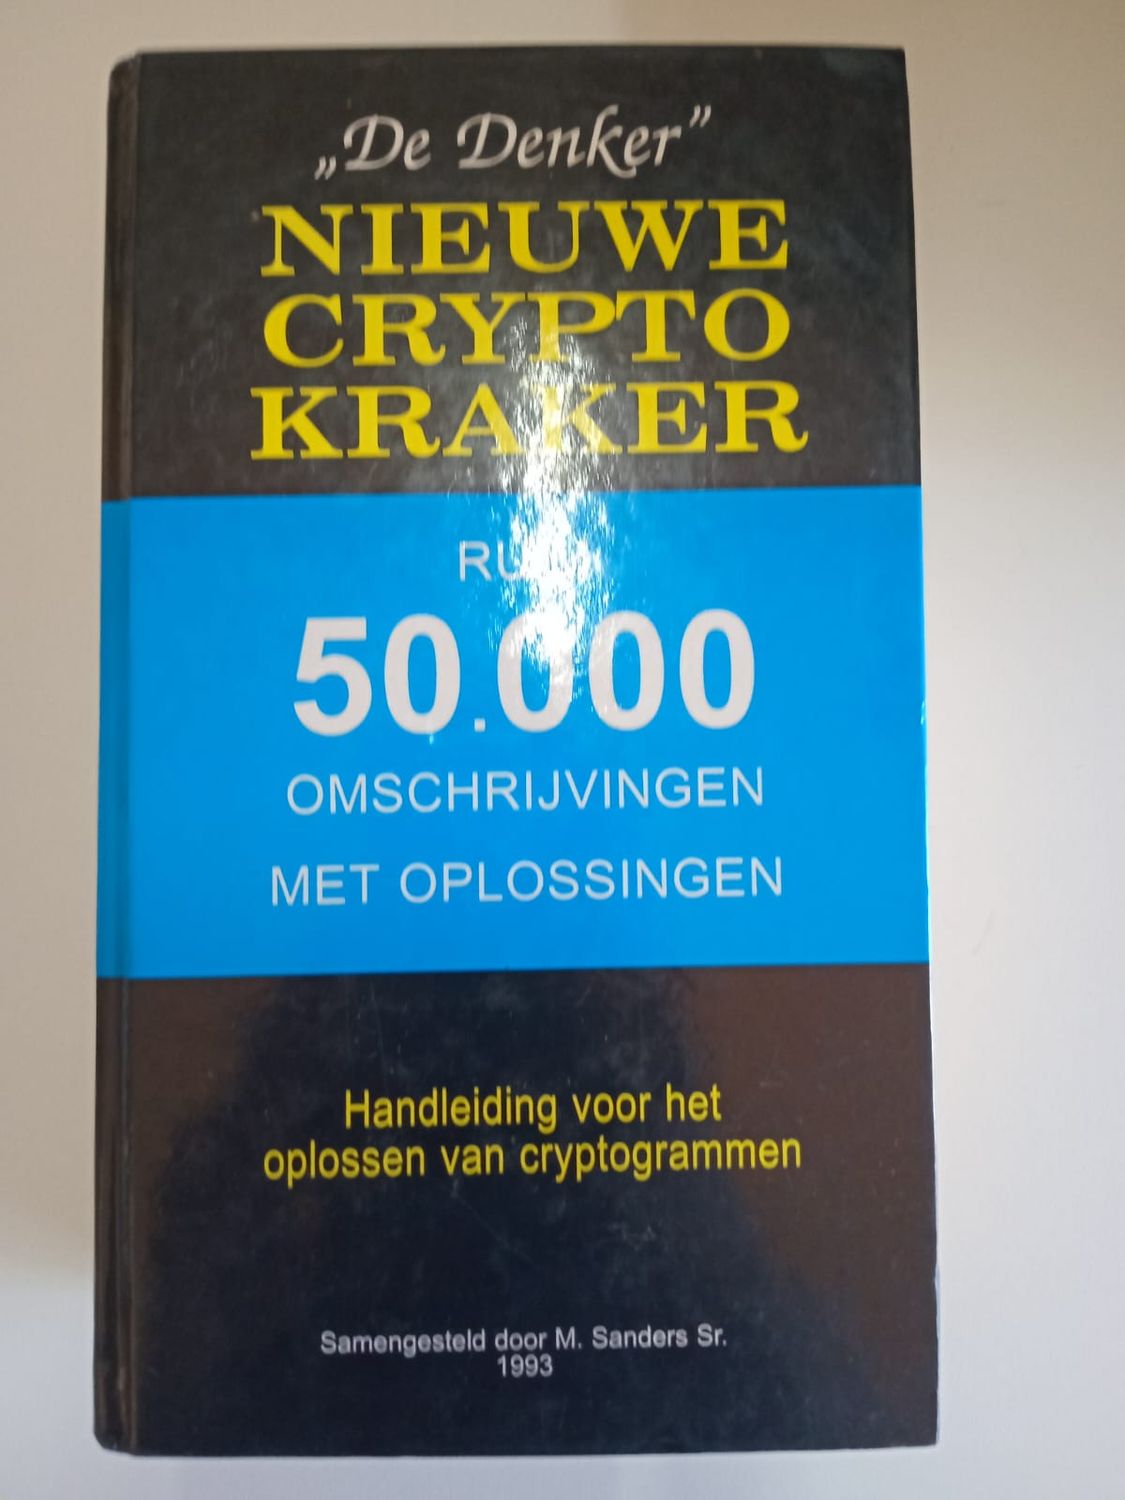 „De Denker”
NIEUWE
CRYPTO
KRAKER
50.000
OMSCHRIJVINGEN
MET OPLOSSINGEN
Handleiding voor het
oplossen van cryptogrammen
Samengesteld door M. Sanders Sr.
1993